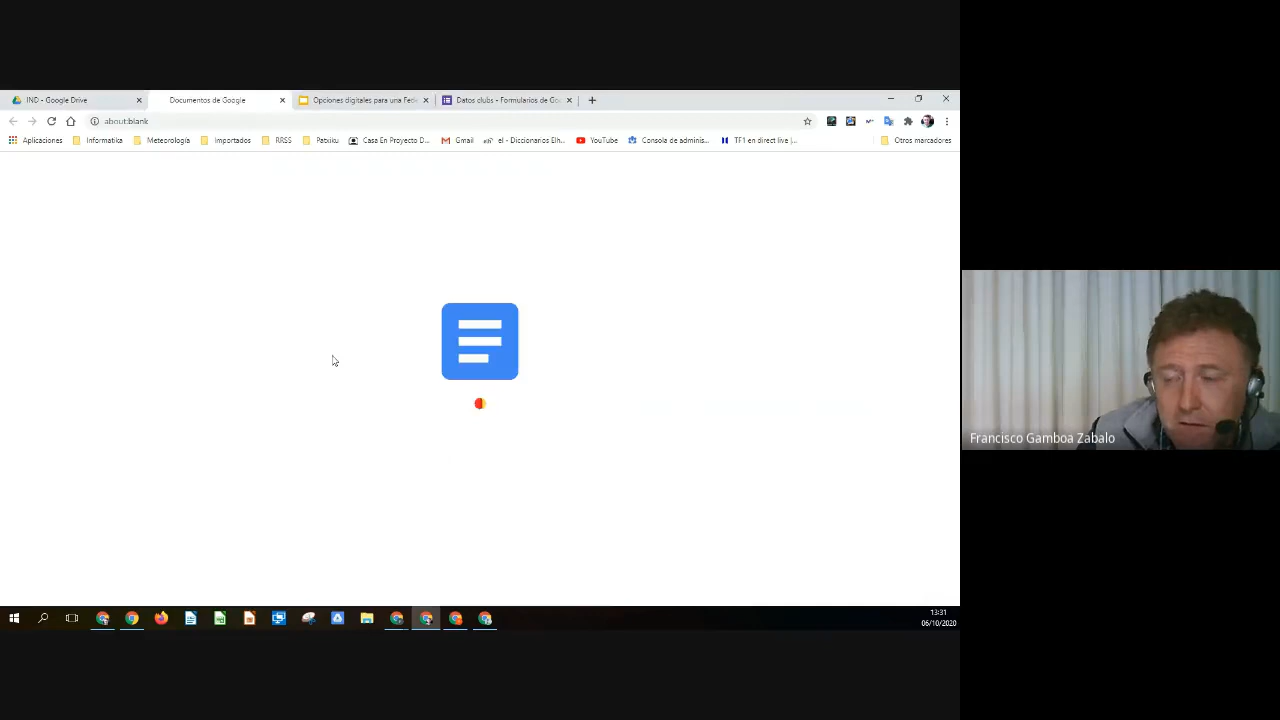 IND - Google Drive
Documentos de Google
Opciones digitales para una Fede
Datos clubs - Formularios de Go
about:blank
Aplicaciones
Informatika
Meteorología
Importados
RRSS
Patxiku
Casa En Proyecto D...
Gmail
el - Diccionarios Elh...
YouTube
Consola de adminis...
TF1 en direct live |...
Otros marcadores
Francisco Gamboa Zabalo
13:31
06/10/2020